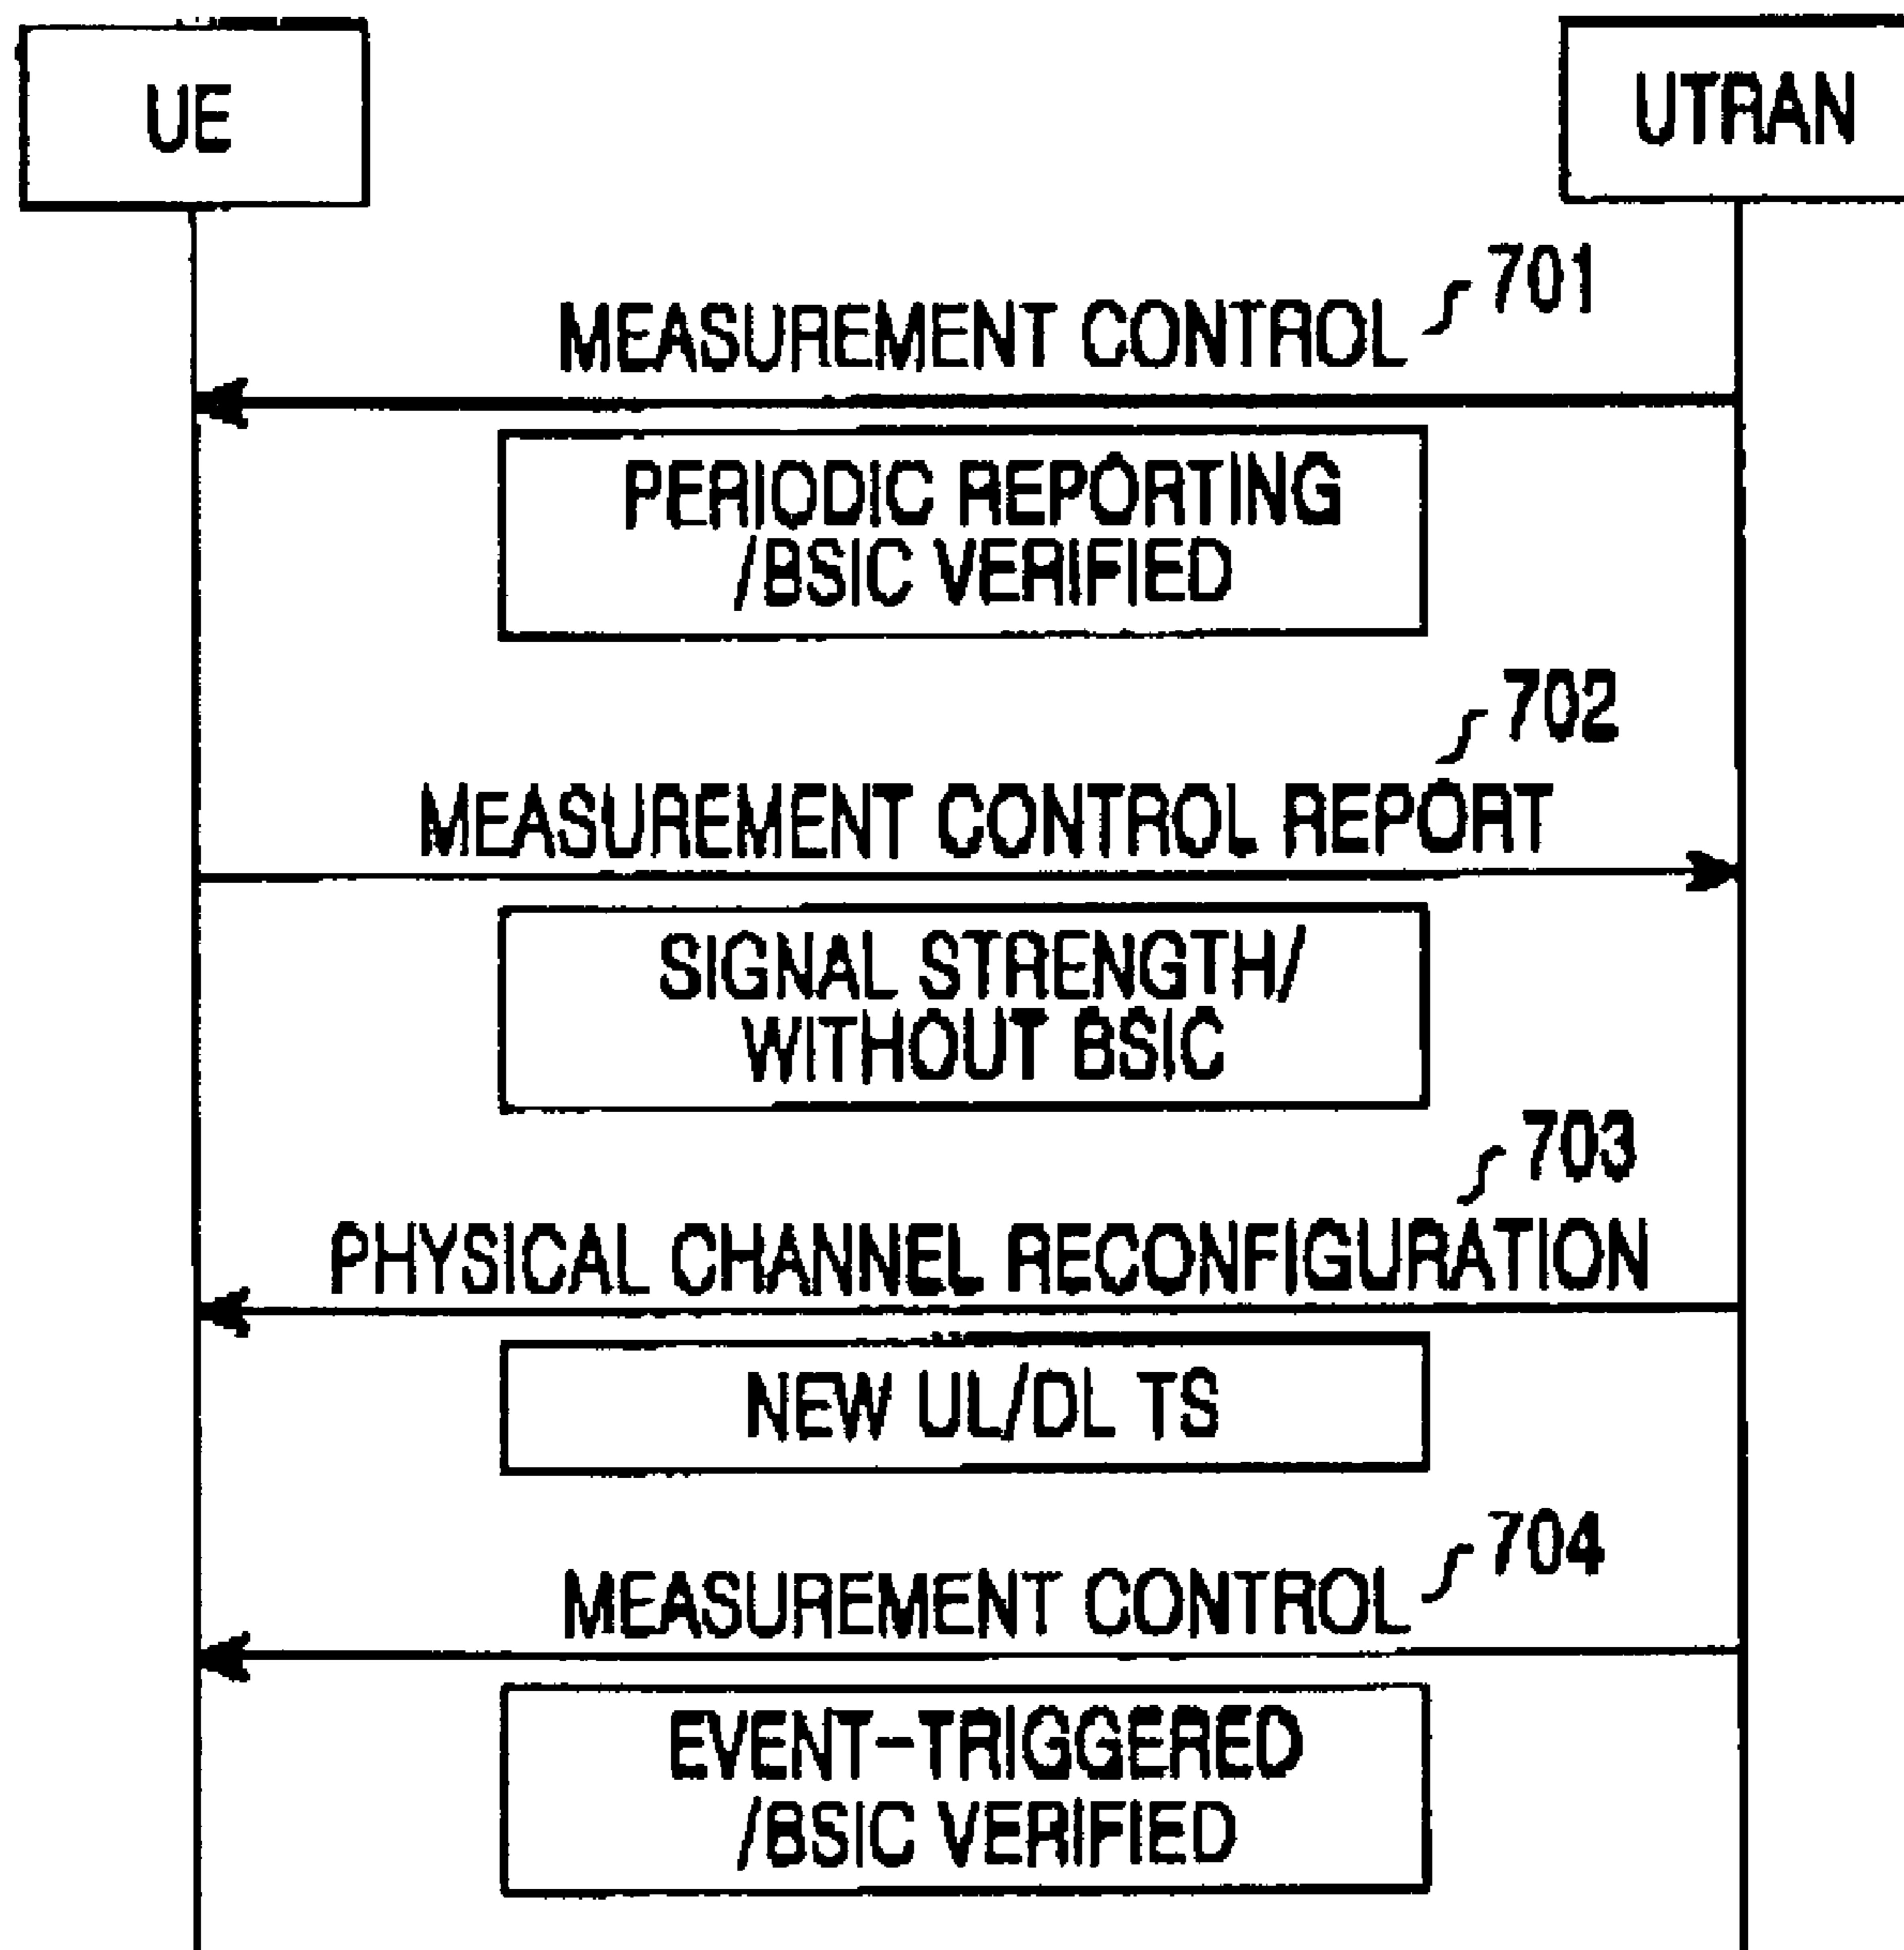 UE
UTRAN
701
MEASUREMENT CONTROL
PERIODIC REPORTING
/BSIC VERIFIED
702
MEASUREMENT CONTROL REPORT
SIGNAL STRENGTH/
WITHOUT BSIC
703
PHYSICAL CHANNEL RECONFIGURATION
NEW UL/DL TS
704
MEASUREMENT CONTROL
EVENT-TRIGGERED
/BSIC VERIFIED